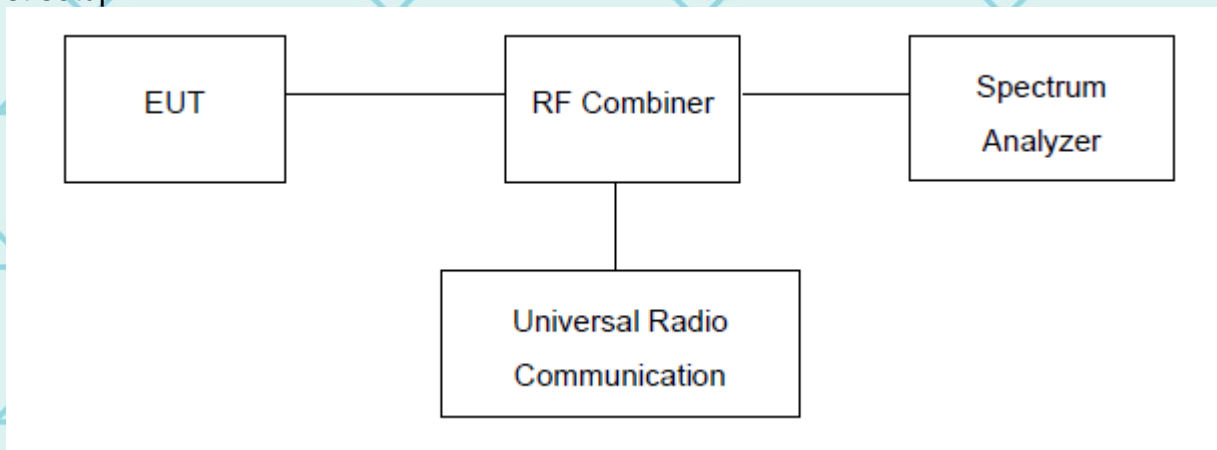 EUT
RF Combiner
Spectrum
Analyzer
Universal Radio
Communication